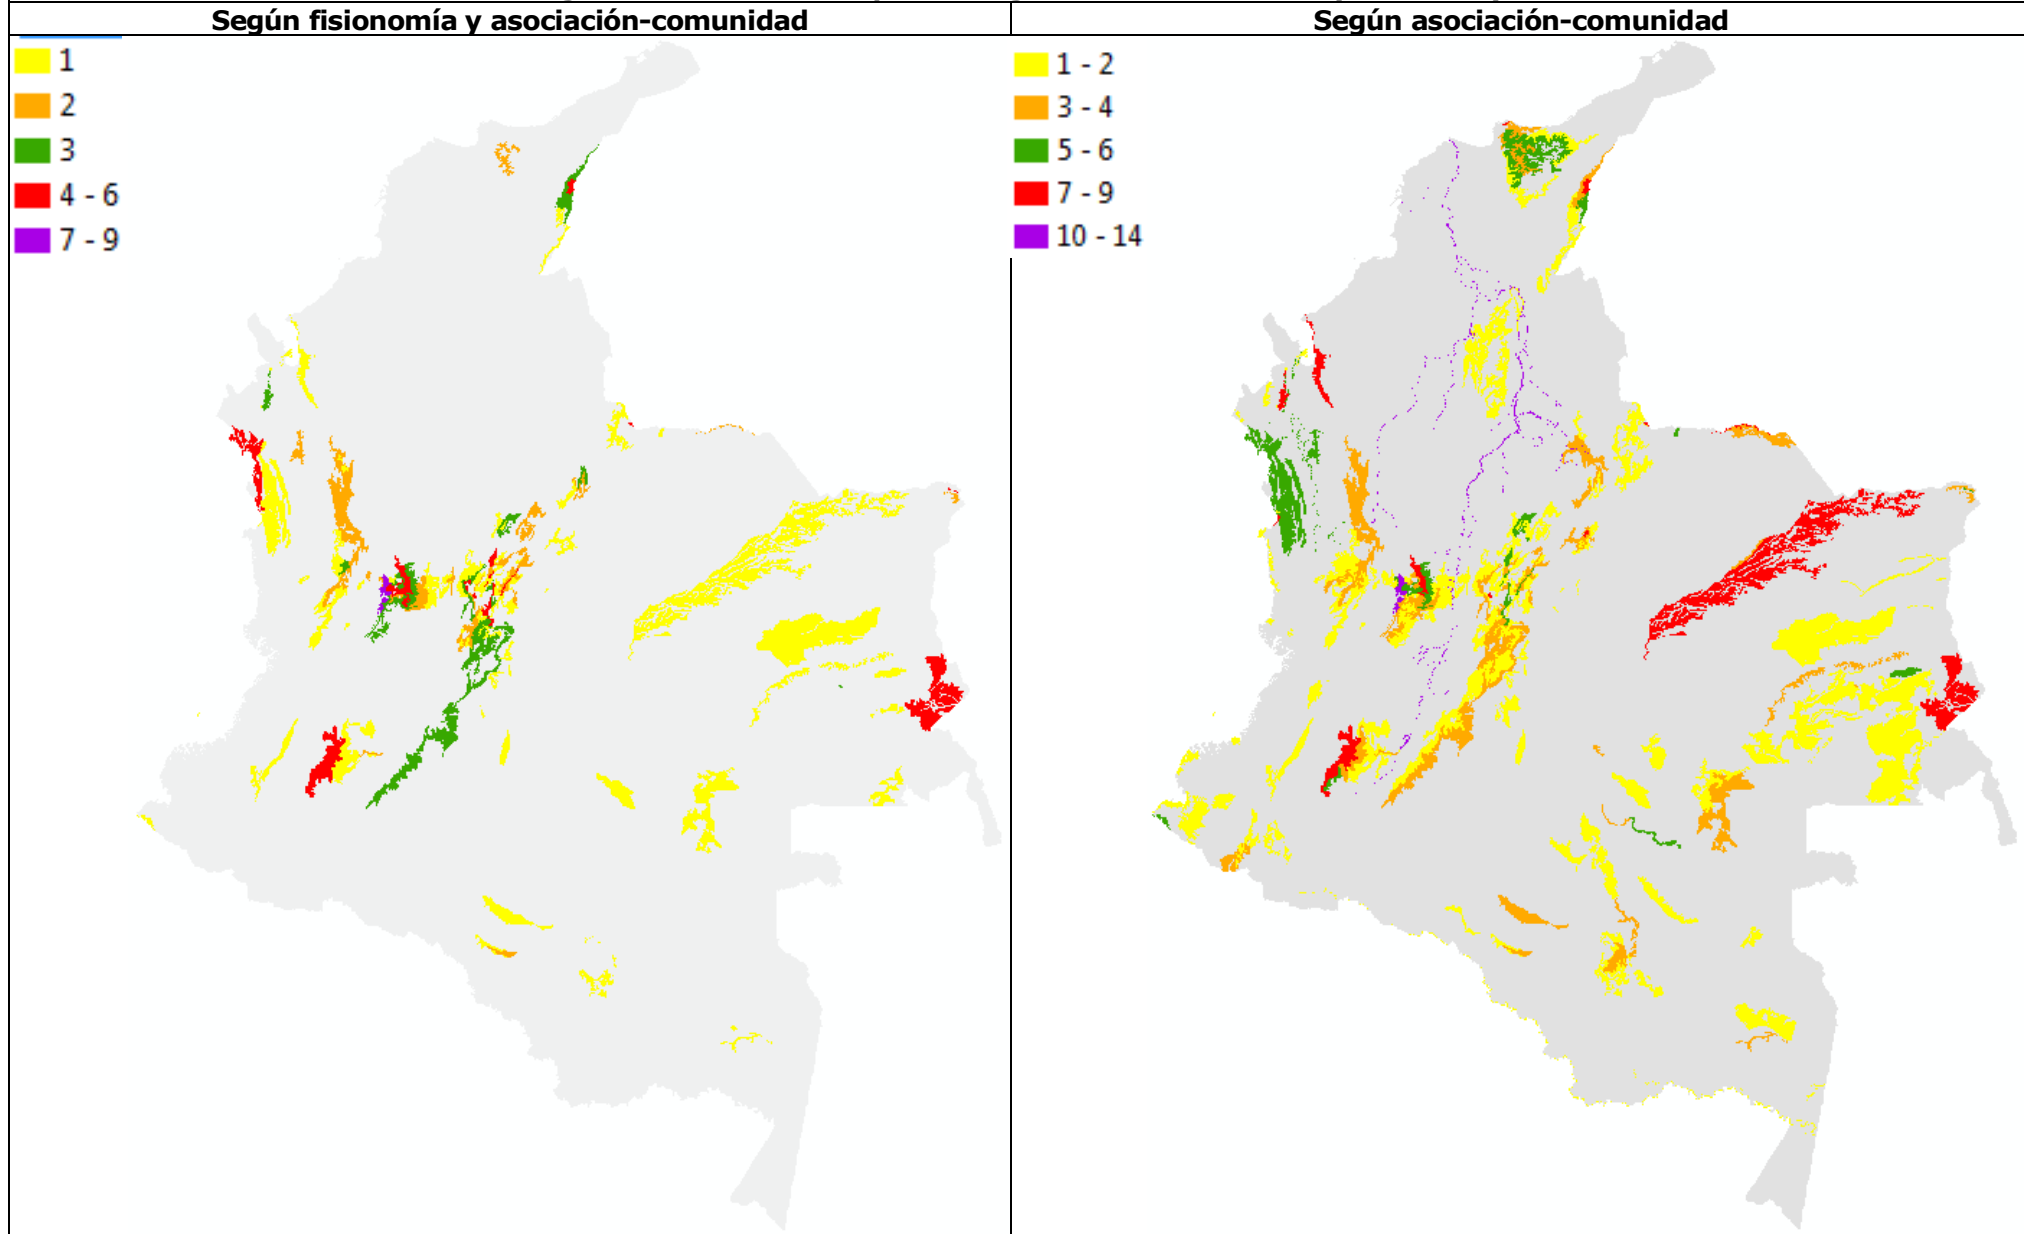 Según fisionomía y asociación-comunidad
Según asociación-comunidad
1
2
3
4 - 6
7 - 9
1 - 2
3 - 4
5 - 6
7 - 9
10 - 14